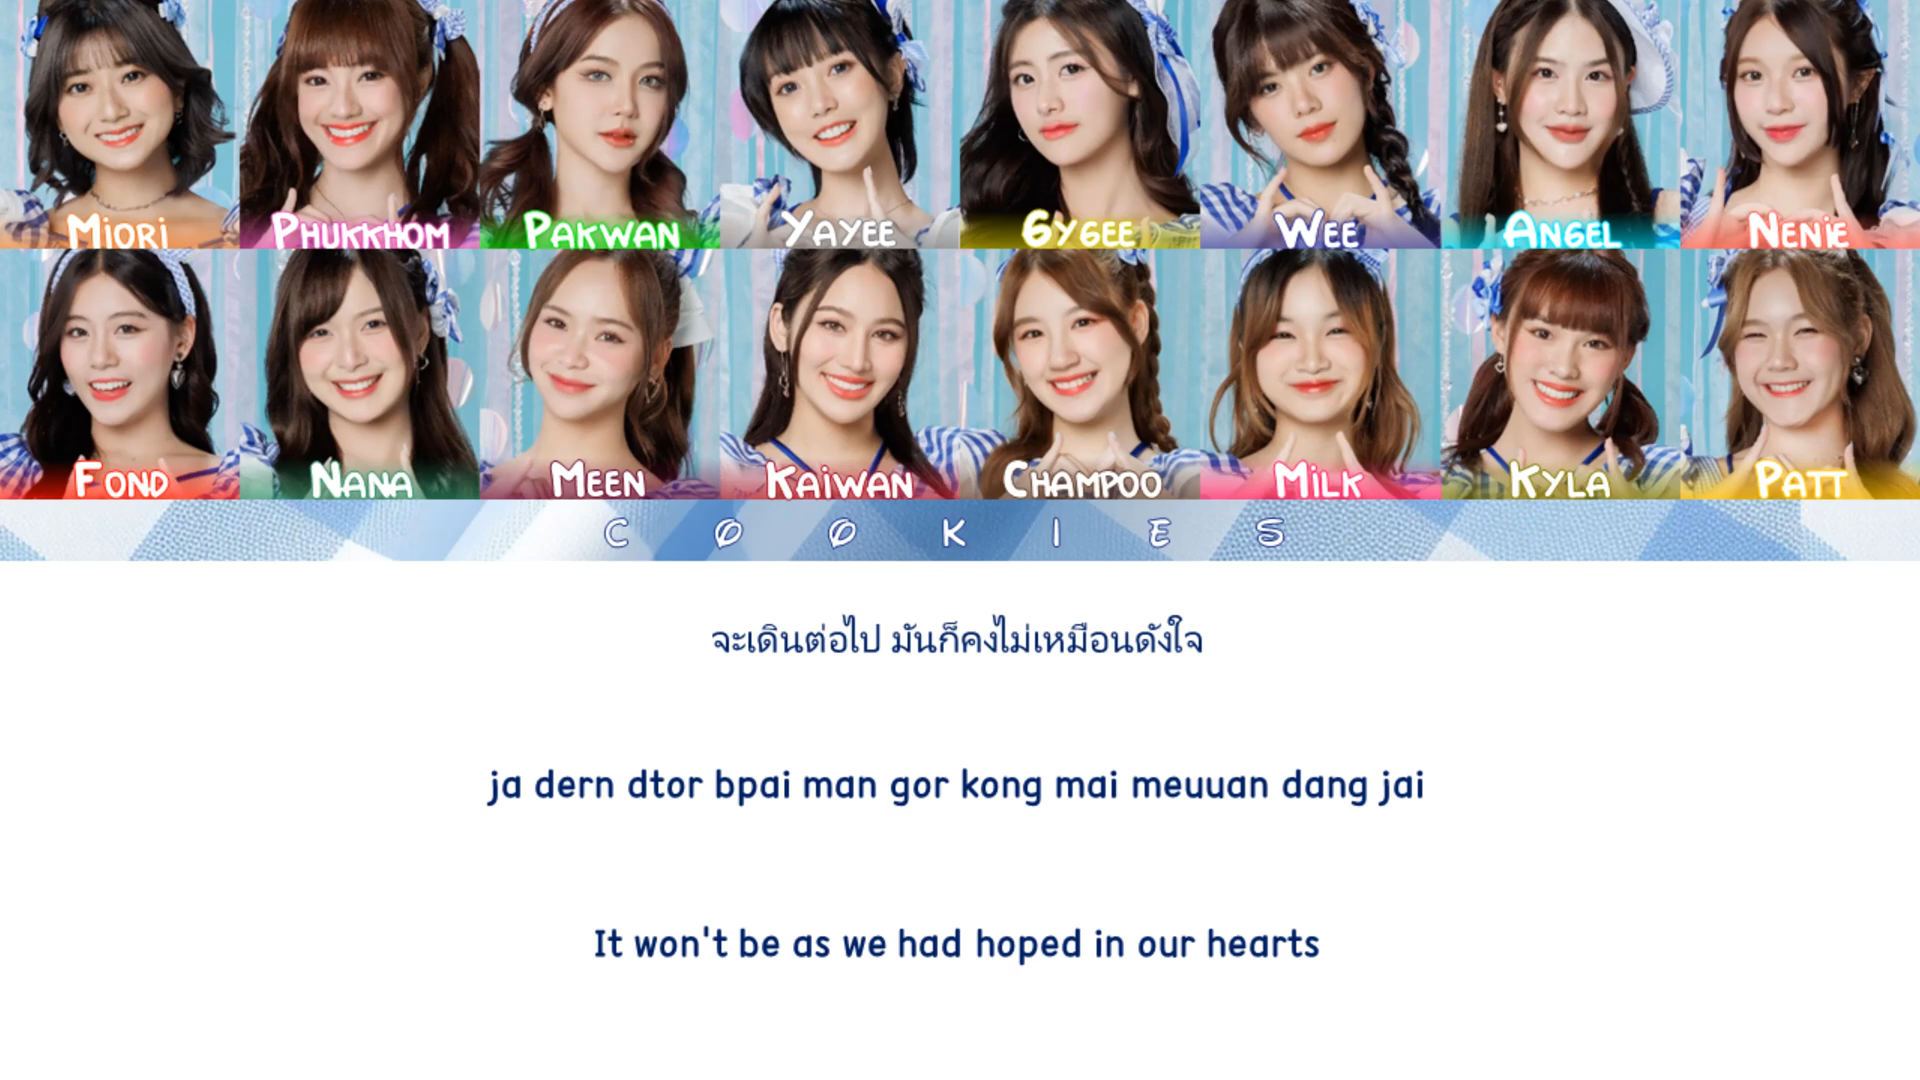 Miori Phukkhom Pakwan Yayee Gygee Wee Angel Nenie
Fond Nana Meen Kaiwan Champoo Milk Kyla Patt
COOKIES
จะเดินต่อไป มันก็คงไม่เหมือนดังใจ
ja dern dtor bpai man gor kong mai meuuan dang jai
It won't be as we had hoped in our hearts